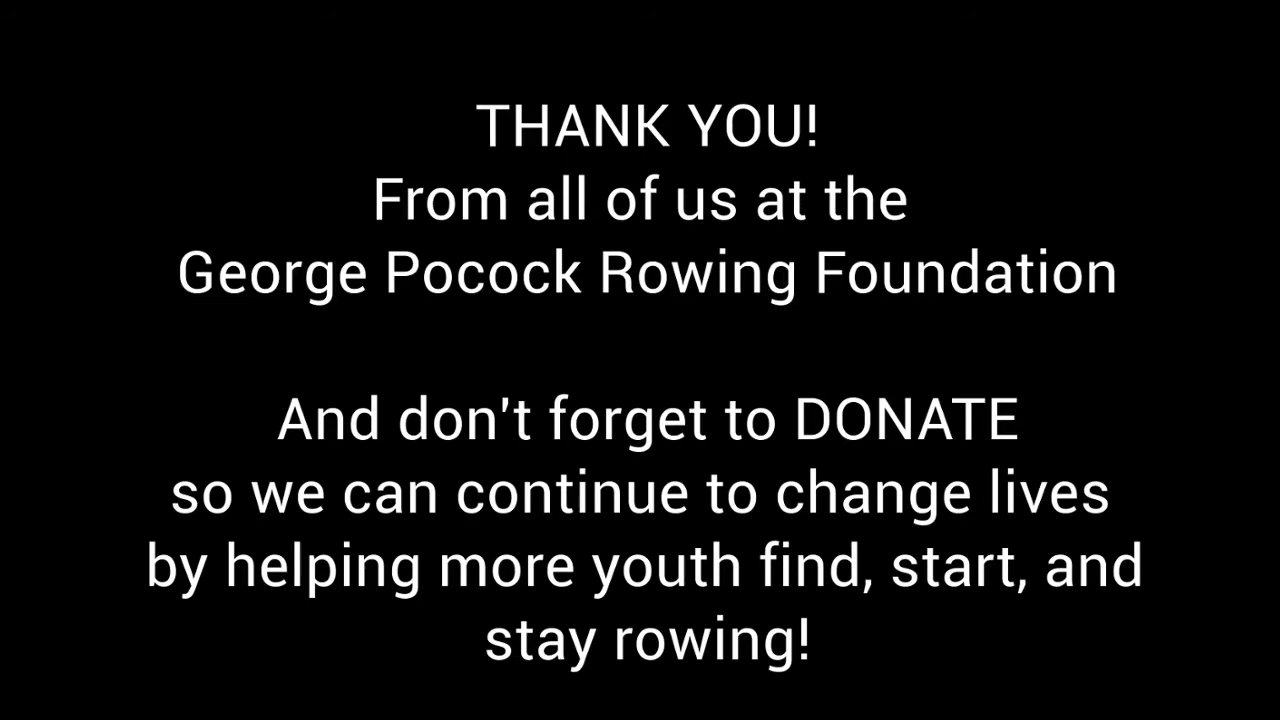 THANK YOU!
From all of us at the
George Pocock Rowing Foundation
And don't forget to DONATE
so we can continue to change lives
by helping more youth find, start, and
stay rowing!